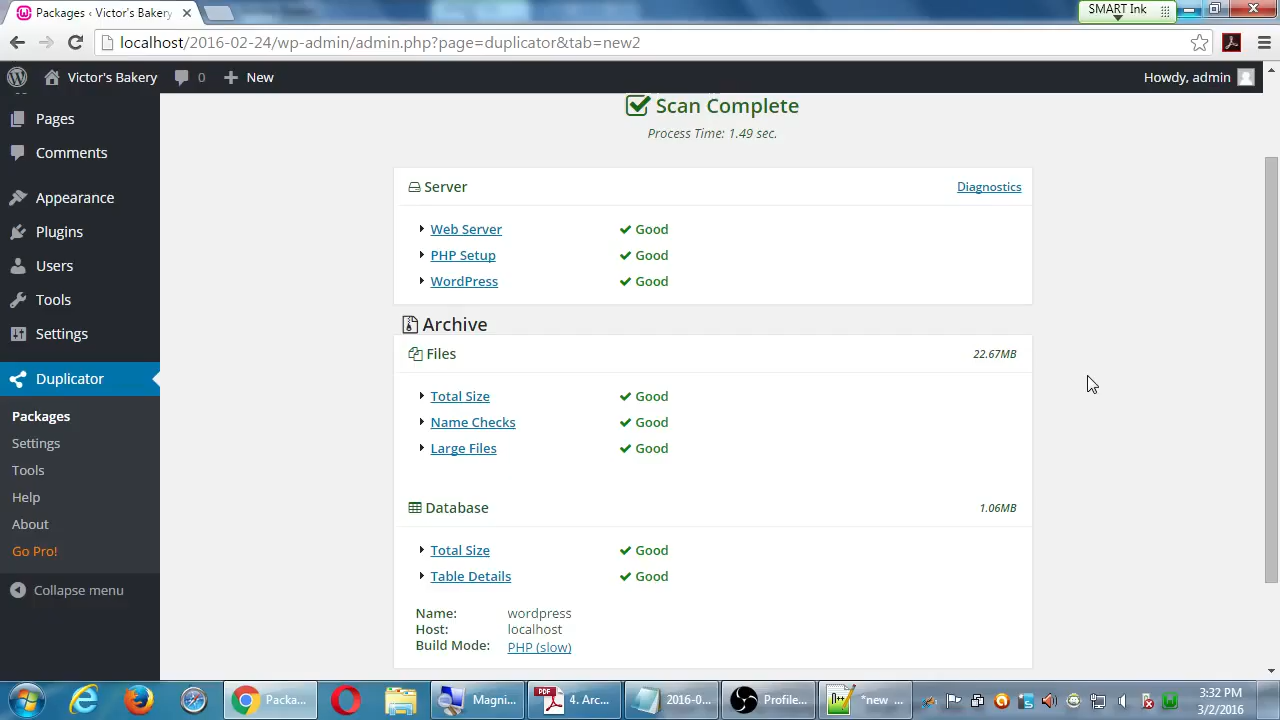 Packages ‹ Victor's Bakery
SMART Ink
localhost/2016-02-24/wp-admin/admin.php?page=duplicator&tab=new2
Victor's Bakery 0 New Howdy, admin
Pages
Comments
Appearance
Plugins
Users
Tools
Settings
Duplicator
Packages
Settings
Tools
Help
About
Go Pro!
Collapse menu
Scan Complete
Process Time: 1.49 sec.
Server Diagnostics
Web Server Good
PHP Setup Good
WordPress Good
Archive
Files 22.67MB
Total Size Good
Name Checks Good
Large Files Good
Database 1.06MB
Total Size Good
Table Details Good
Name: wordpress
Host: localhost
Build Mode: PHP (slow)
Packa... Magni... PDF 4. Arc... 2016-0... Profile... *new ...
3:32 PM
3/2/2016